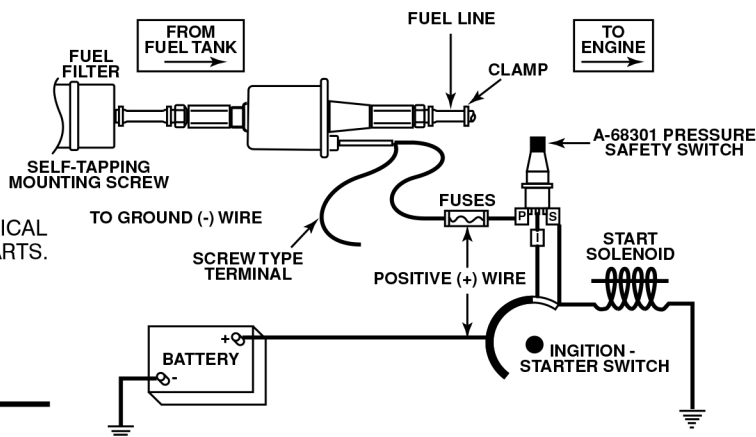 FROM
FUEL TANK
FUEL LINE
TO
ENGINE
FUEL
FILTER
CLAMP
A-68301 PRESSURE
SAFETY SWITCH
SELF-TAPPING
MOUNTING SCREW
FUSES
P
S
I
TO GROUND (-) WIRE
ICAL
ARTS.
SCREW TYPE
TERMINAL
START
SOLENOID
POSITIVE (+) WIRE
+
BATTERY
-
INGITION -
STARTER SWITCH